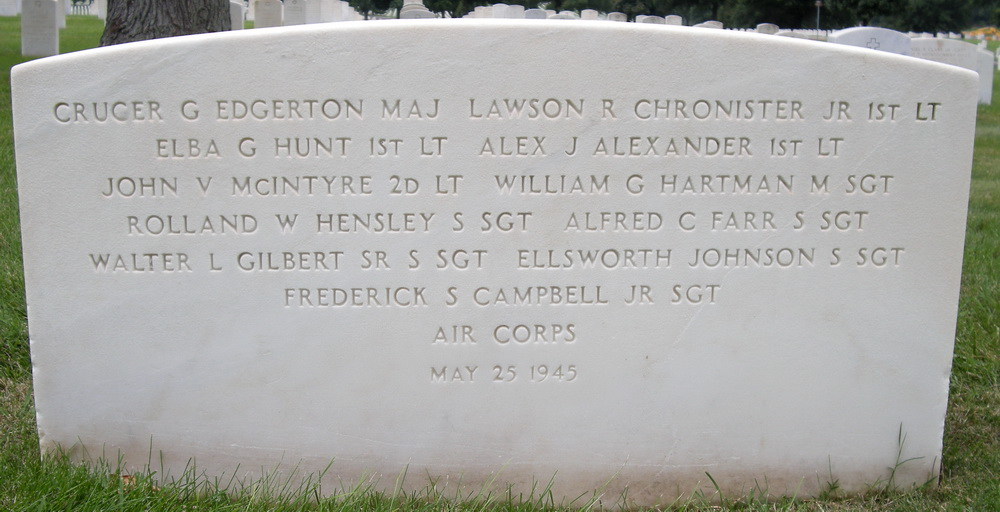 CRUCER G EDGERTON MAJ LAWSON R CHRONISTER JR 1ST LT
ELBA G HUNT 1ST LT ALEX J ALEXANDER 1ST LT
JOHN V McINTYRE 2D LT WILLIAM G HARTMAN M SGT
ROLLAND W HENSLEY S SGT ALFRED C FARR S SGT
WALTER L GILBERT SR S SGT ELLSWORTH JOHNSON S SGT
FREDERICK S CAMPBELL JR SGT
AIR CORPS
MAY 25 1945